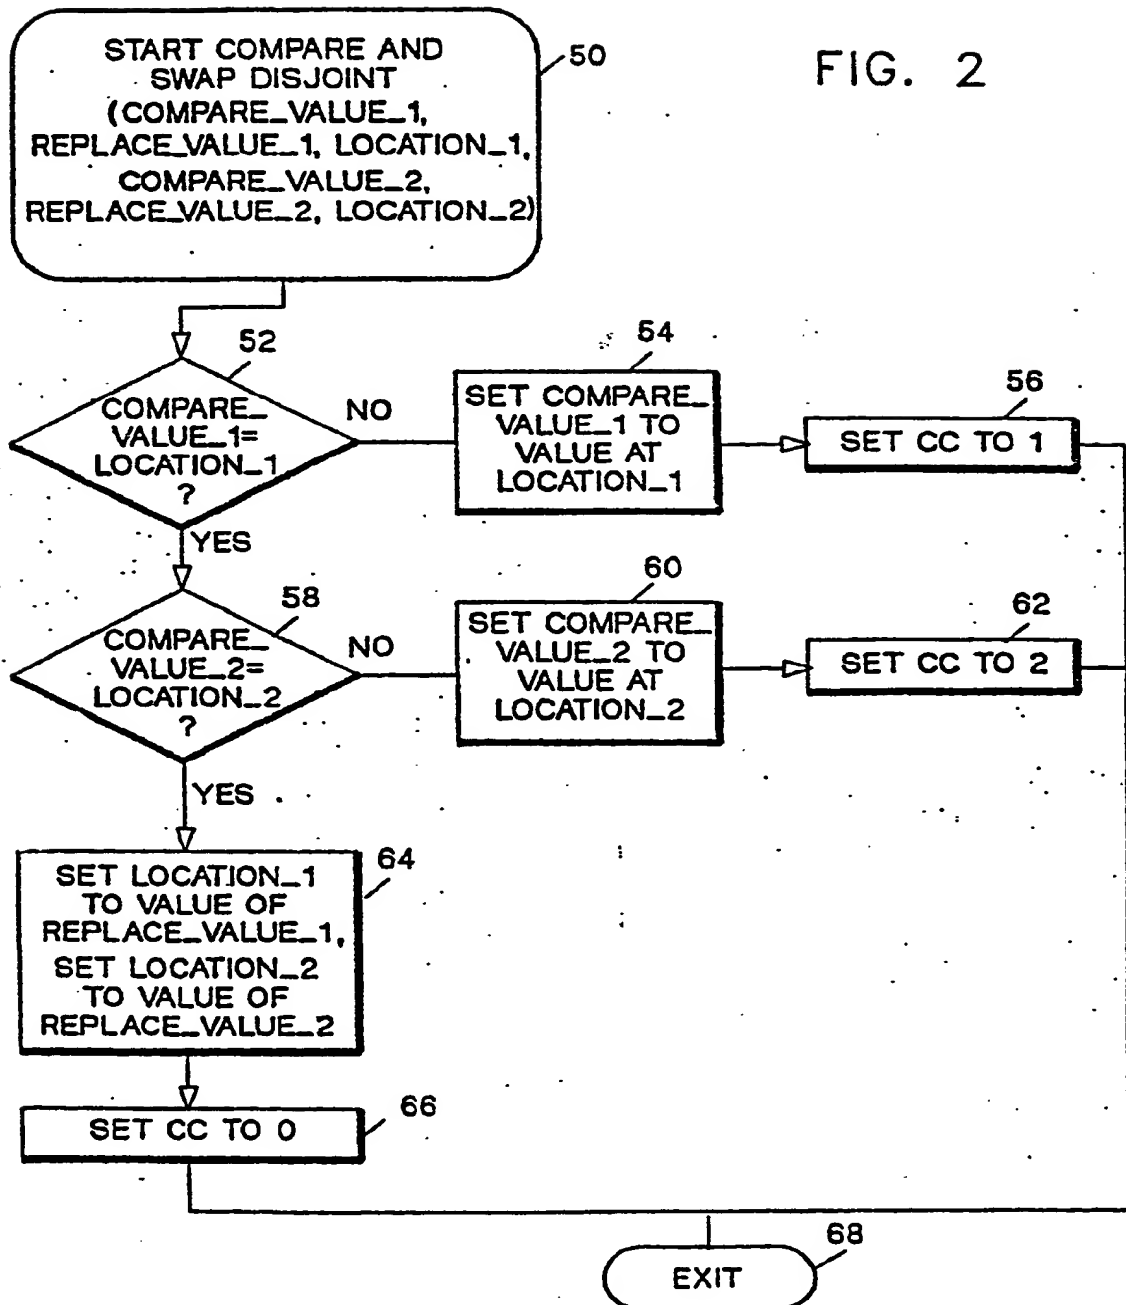 FIG. 2
START COMPARE AND
SWAP DISJOINT
(COMPARE_VALUE_1,
REPLACE_VALUE_1, LOCATION_1,
COMPARE_VALUE_2,
REPLACE_VALUE_2, LOCATION_2)
50
52
COMPARE_
VALUE_1=
LOCATION_1
?
NO
54
SET COMPARE_
VALUE_1 TO
VALUE AT
LOCATION_1
56
SET CC TO 1
YES
58
COMPARE_
VALUE_2=
LOCATION_2
?
NO
60
SET COMPARE_
VALUE_2 TO
VALUE AT
LOCATION_2
62
SET CC TO 2
YES
64
SET LOCATION_1
TO VALUE OF
REPLACE_VALUE_1,
SET LOCATION_2
TO VALUE OF
REPLACE_VALUE_2
66
SET CC TO 0
68
EXIT